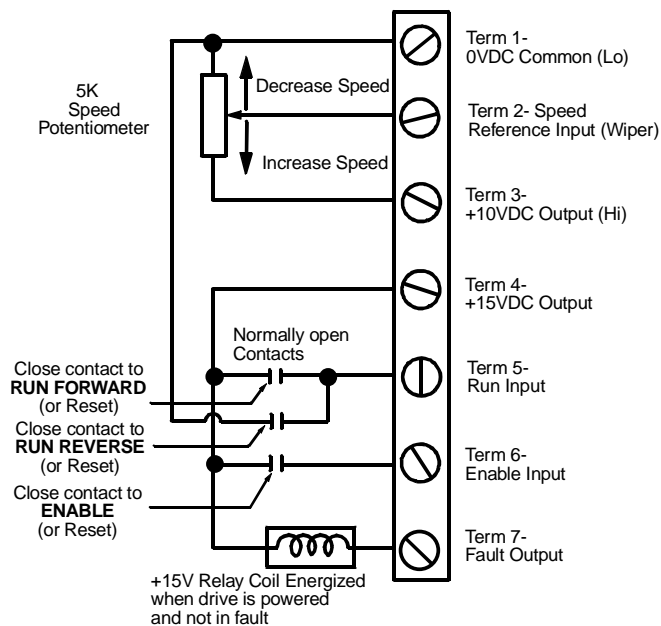 Term 1-
0VDC Common (Lo)
5K
Speed
Potentiometer
Decrease Speed
Term 2- Speed
Reference Input (Wiper)
Increase Speed
Term 3-
+10VDC Output (Hi)
Term 4-
+15VDC Output
Normally open
Contacts
Close contact to
RUN FORWARD
(or Reset)
Term 5-
Run Input
Close contact to
RUN REVERSE
(or Reset)
Term 6-
Enable Input
Close contact to
ENABLE
(or Reset)
Term 7-
Fault Output
+15V Relay Coil Energized
when drive is powered
and not in fault